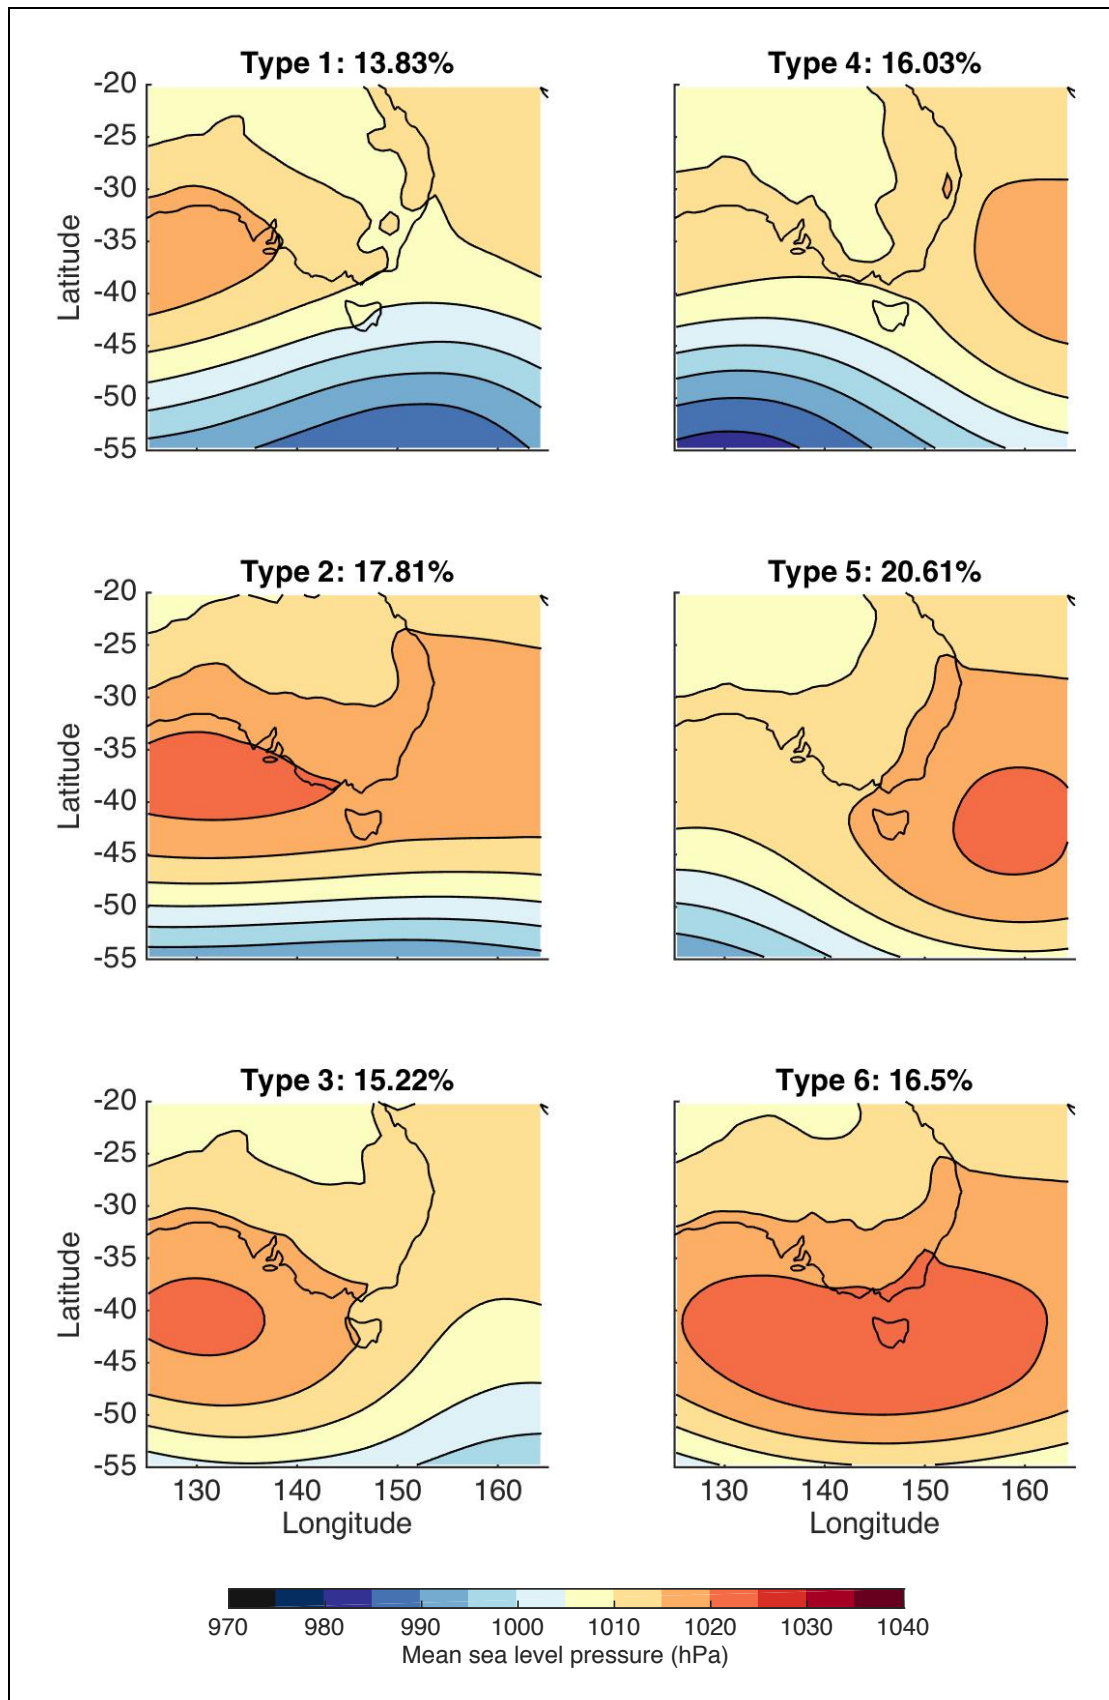 Type 1: 13.83%
Type 4: 16.03%
-20
-25
-30
-35
-40
-45
-50
-55
Latitude
Type 2: 17.81%
Type 5: 20.61%
-20
-25
-30
-35
-40
-45
-50
-55
Latitude
Type 3: 15.22%
Type 6: 16.5%
-20
-25
-30
-35
-40
-45
-50
-55
Latitude
130 140 150 160
130 140 150 160
Longitude
Longitude
970 980 990 1000 1010 1020 1030 1040
Mean sea level pressure (hPa)